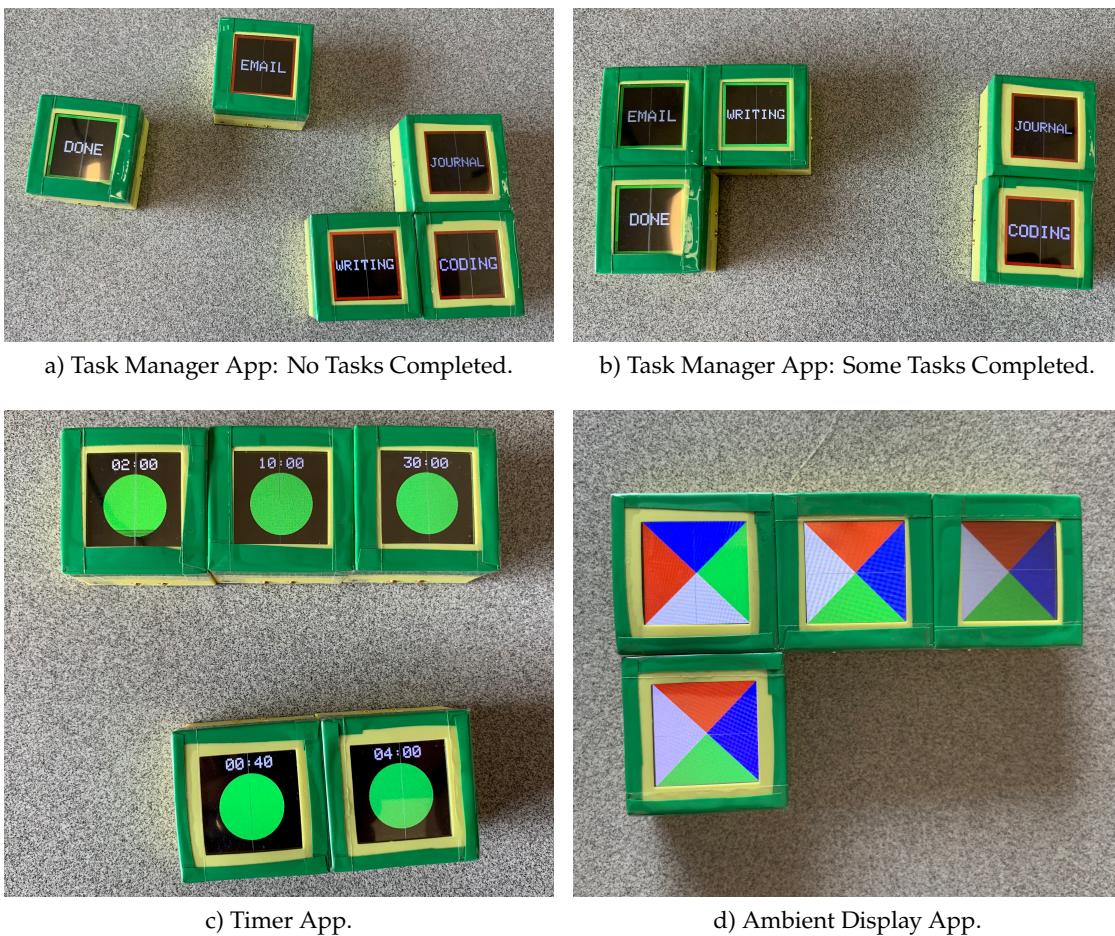 EMAIL
DONE
JOURNAL
WRITING
CODING
a) Task Manager App: No Tasks Completed.
EMAIL
WRITING
DONE
JOURNAL
CODING
b) Task Manager App: Some Tasks Completed.
02:00
10:00
30:00
00:40
04:00
c) Timer App.
d) Ambient Display App.